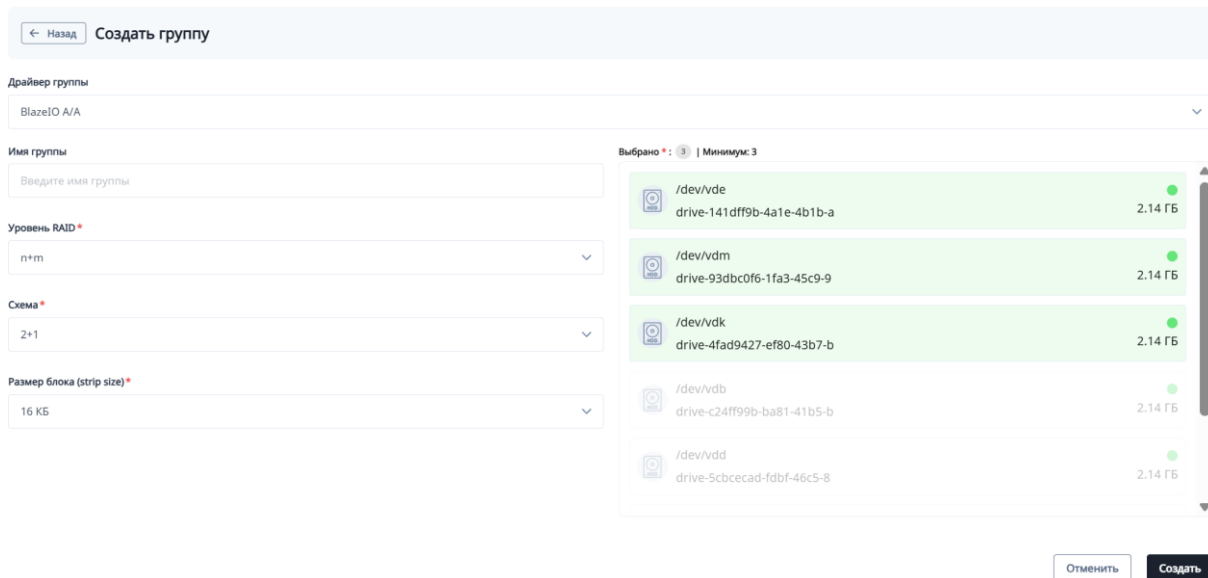 ← Назад Создать группу
Драйвер группы
BlazeIO A/A
Имя группы
Введите имя группы
Уровень RAID *
n+m
Схема *
2+1
Размер блока (strip size) *
16 КБ
Выбрано * : 3 | Минимум: 3
/dev/vde
drive-141dff9b-4a1e-4b1b-a
2.14 ГБ
/dev/vdm
drive-93dbc0f6-1fa3-45c9-9
2.14 ГБ
/dev/vdk
drive-4fad9427-ef80-43b7-b
2.14 ГБ
/dev/vdb
drive-c24ff99b-ba81-41b5-b
2.14 ГБ
/dev/vdd
drive-5cbcecad-fdbf-46c5-8
2.14 ГБ
Отменить
Создать